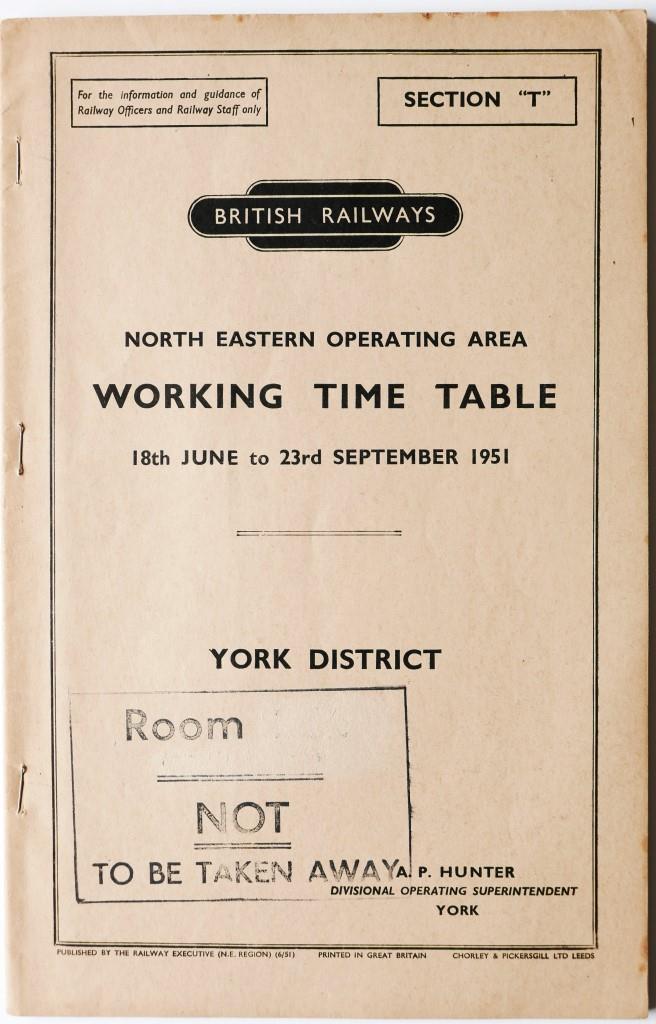 For the information and guidance of
Railway Officers and Railway Staff only
SECTION "T"
BRITISH RAILWAYS
NORTH EASTERN OPERATING AREA
WORKING TIME TABLE
18th JUNE to 23rd SEPTEMBER 1951
YORK DISTRICT
Room
NOT
TO BE TAKEN AWAY
A. P. HUNTER
DIVISIONAL OPERATING SUPERINTENDENT
YORK
PUBLISHED BY THE RAILWAY EXECUTIVE (N.E. REGION) (6/51) PRINTED IN GREAT BRITAIN CHORLEY & PICKERSGILL LTD LEEDS